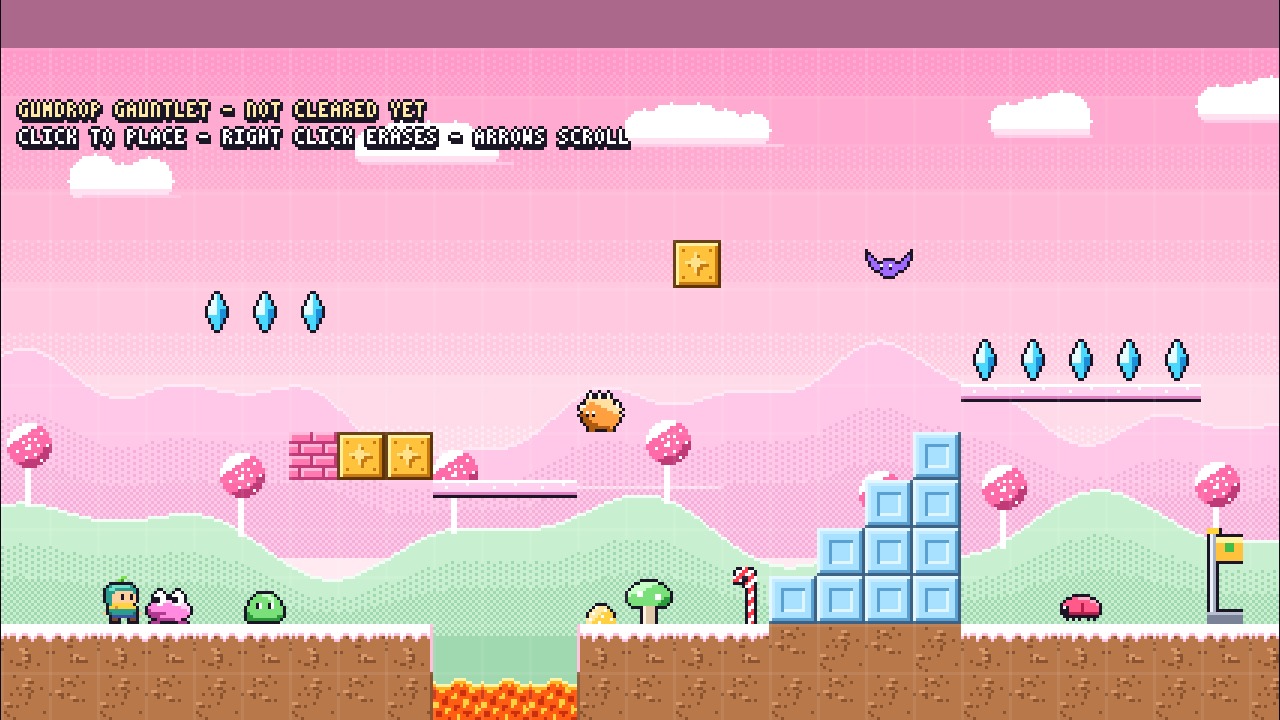 GUMDROP GAUNTLET - NOT CLEARED YET
CLICK TO PLACE - RIGHT CLICK ERASES - ARROWS SCROLL